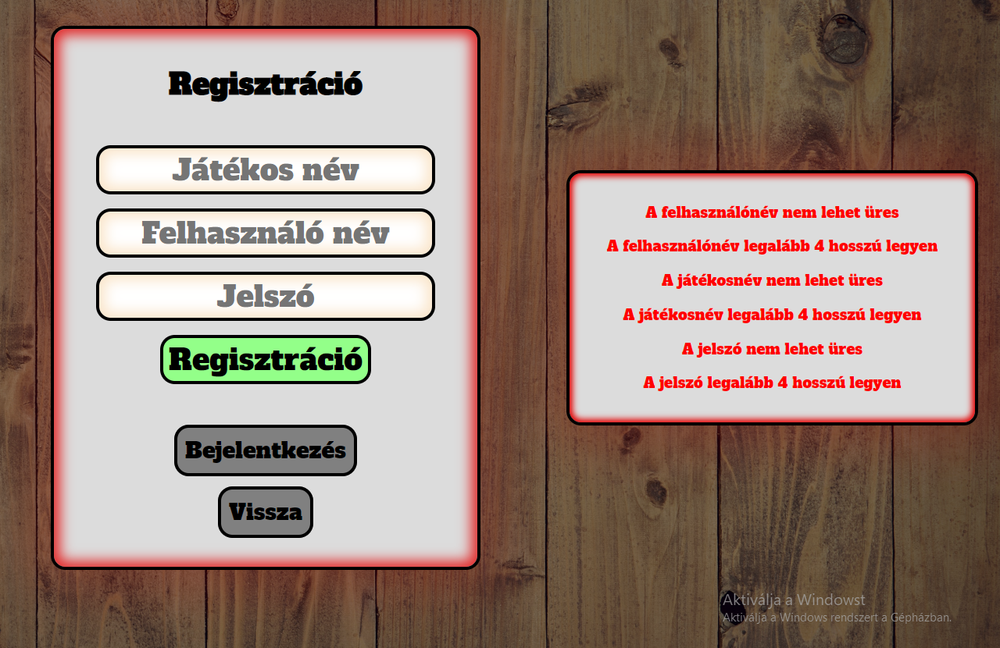 Regisztráció
Játékos név
Felhasználó név
Jelszó
Regisztráció
Bejelentkezés
Vissza
A felhasználónév nem lehet üres
A felhasználónév legalább 4 hosszú legyen
A játékosnév nem lehet üres
A játékosnév legalább 4 hosszú legyen
A jelszó nem lehet üres
A jelszó legalább 4 hosszú legyen
Aktiválja a Windowst
Aktiválja a Windows rendszert a Gépházban.